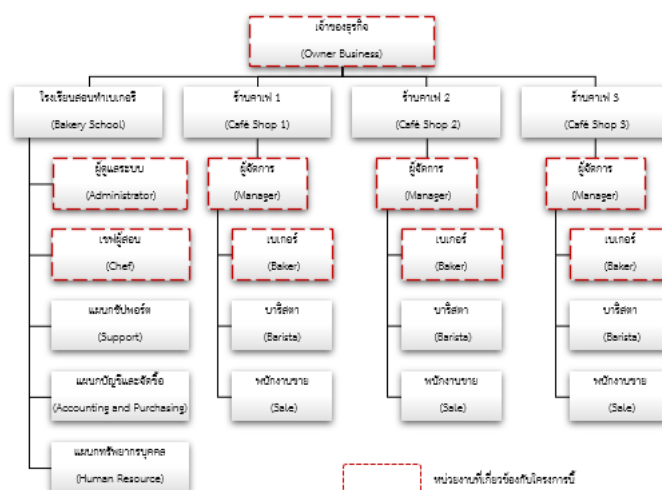 เจ้าของธุรกิจ
(Owner Business)
โรงเรียนสอนทำเบเกอรี่
(Bakery School)
ร้านคาเฟ่ 1
(Café Shop 1)
ร้านคาเฟ่ 2
(Café Shop 2)
ร้านคาเฟ่ 3
(Café Shop 3)
ผู้ดูแลระบบ
(Administrator)
เชฟผู้สอน
(Chef)
แผนกซัปพอร์ต
(Support)
แผนกบัญชีและจัดซื้อ
(Accounting and Purchasing)
แผนกทรัพยากรบุคคล
(Human Resource)
ผู้จัดการ
(Manager)
เบเกอร์
(Baker)
บาริสตา
(Barista)
พนักงานขาย
(Sale)
ผู้จัดการ
(Manager)
เบเกอร์
(Baker)
บาริสตา
(Barista)
พนักงานขาย
(Sale)
ผู้จัดการ
(Manager)
เบเกอร์
(Baker)
บาริสตา
(Barista)
พนักงานขาย
(Sale)
หน่วยงานที่เกี่ยวข้องกับโครงการนี้